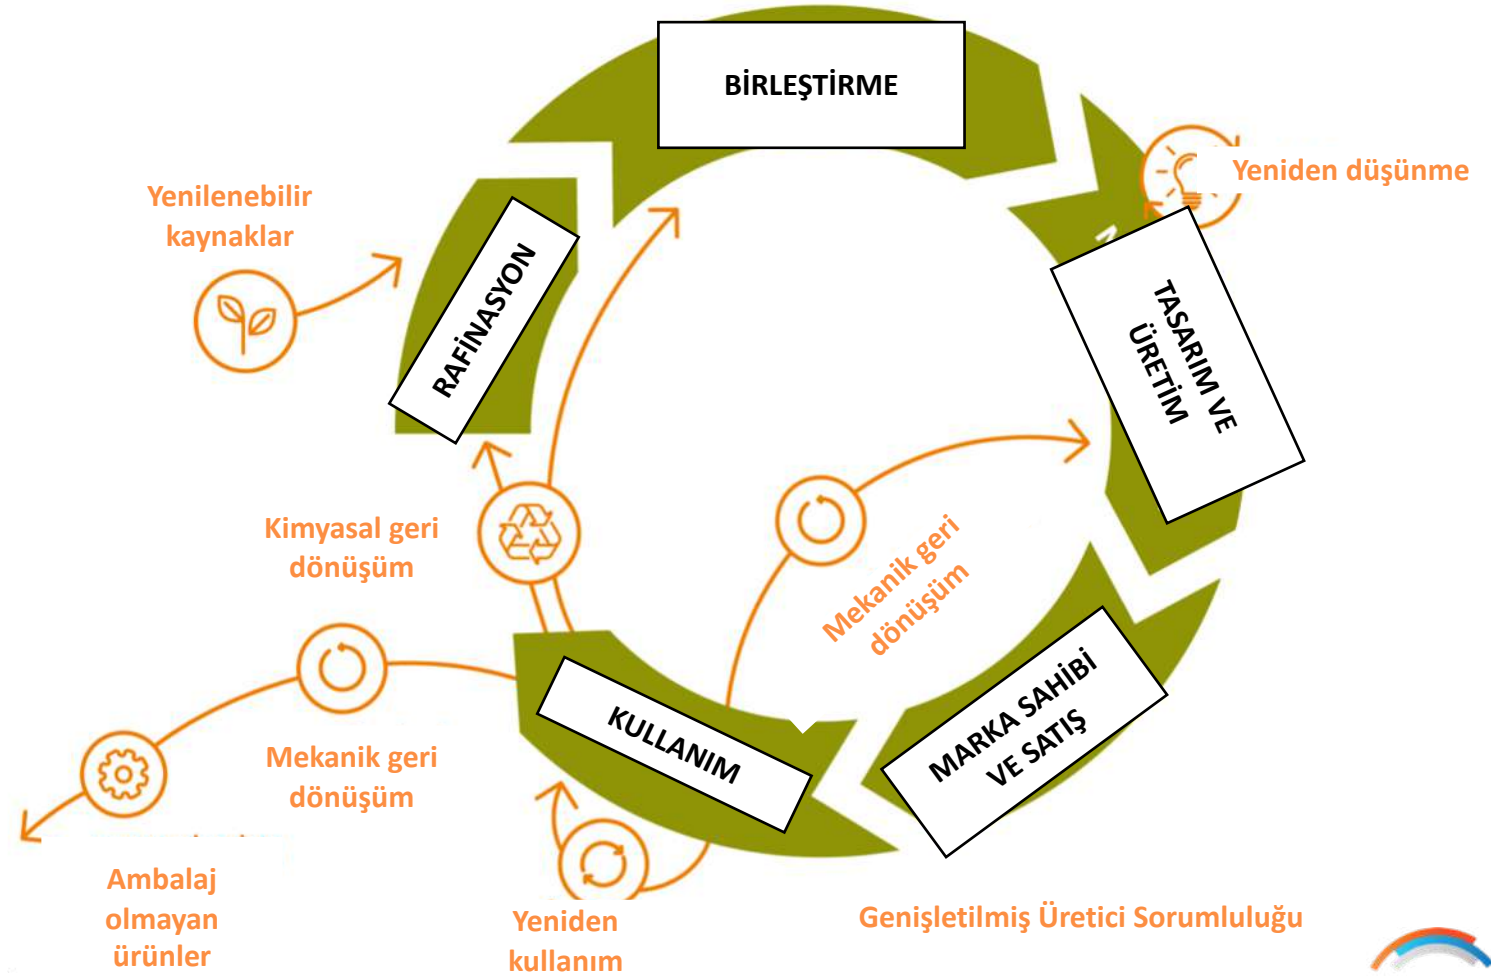 BİRLEŞTİRME
Yeniden düşünme
Yenilenebilir
kaynaklar
RAFİNASYON
TASARIM VE
ÜRETİM
Kimyasal geri
dönüşüm
Mekanik geri
dönüşüm
MARKA SAHİBİ
VE SATIŞ
KULLANIM
Mekanik geri
dönüşüm
Ambalaj
olmayan
ürünler
Yeniden
kullanım
Genişletilmiş Üretici Sorumluluğu